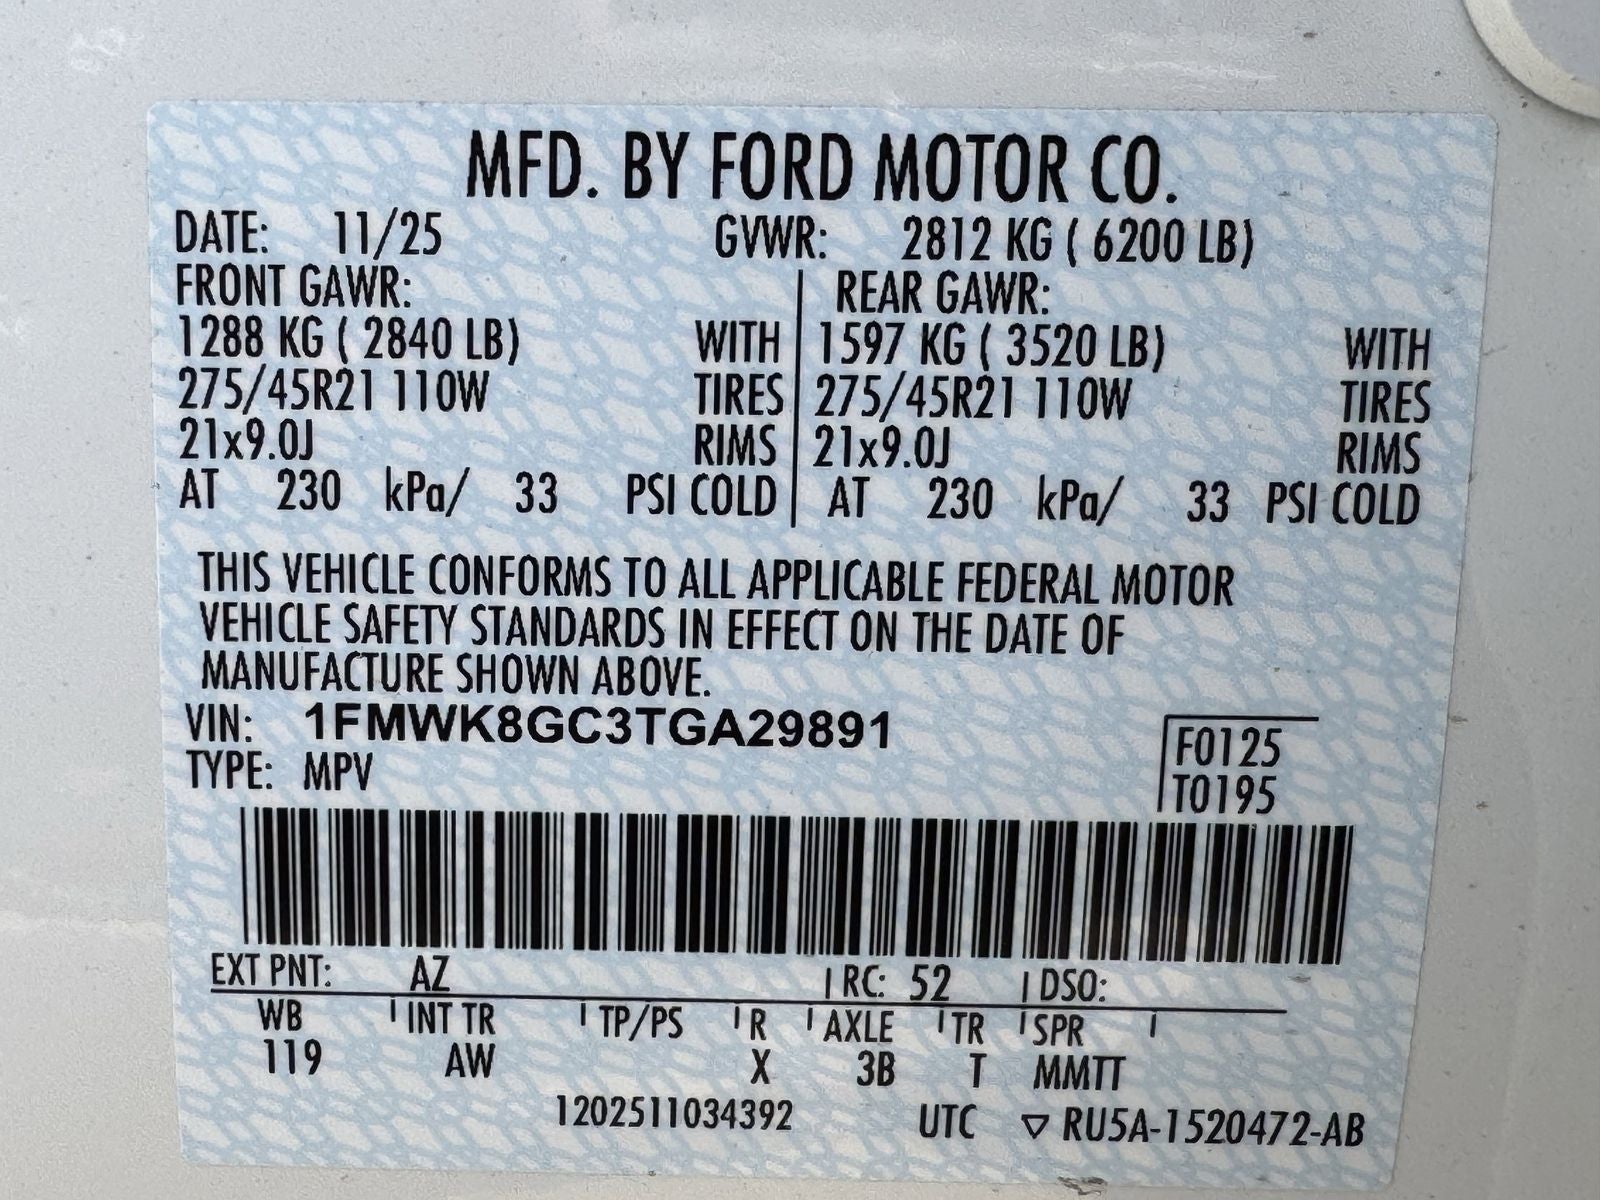 MFD. BY FORD MOTOR CO.
DATE: 11/25 GVWR: 2812 KG ( 6200 LB)
FRONT GAWR: REAR GAWR:
1288 KG ( 2840 LB) WITH 1597 KG ( 3520 LB) WITH
275/45R21 110W TIRES 275/45R21 110W TIRES
21x9.0J RIMS 21x9.0J RIMS
AT 230 kPa/ 33 PSI COLD AT 230 kPa/ 33 PSI COLD
THIS VEHICLE CONFORMS TO ALL APPLICABLE FEDERAL MOTOR
VEHICLE SAFETY STANDARDS IN EFFECT ON THE DATE OF
MANUFACTURE SHOWN ABOVE.
VIN: 1FMWK8GC3TGA29891
F0125
TYPE: MPV
T0195
EXT PNT: AZ RC: 52 DSO:
WB INT TR TP/PS R AXLE TR SPR
119 AW X 3B T MMTT
1202511034392 UTC ▽ RU5A-1520472-AB